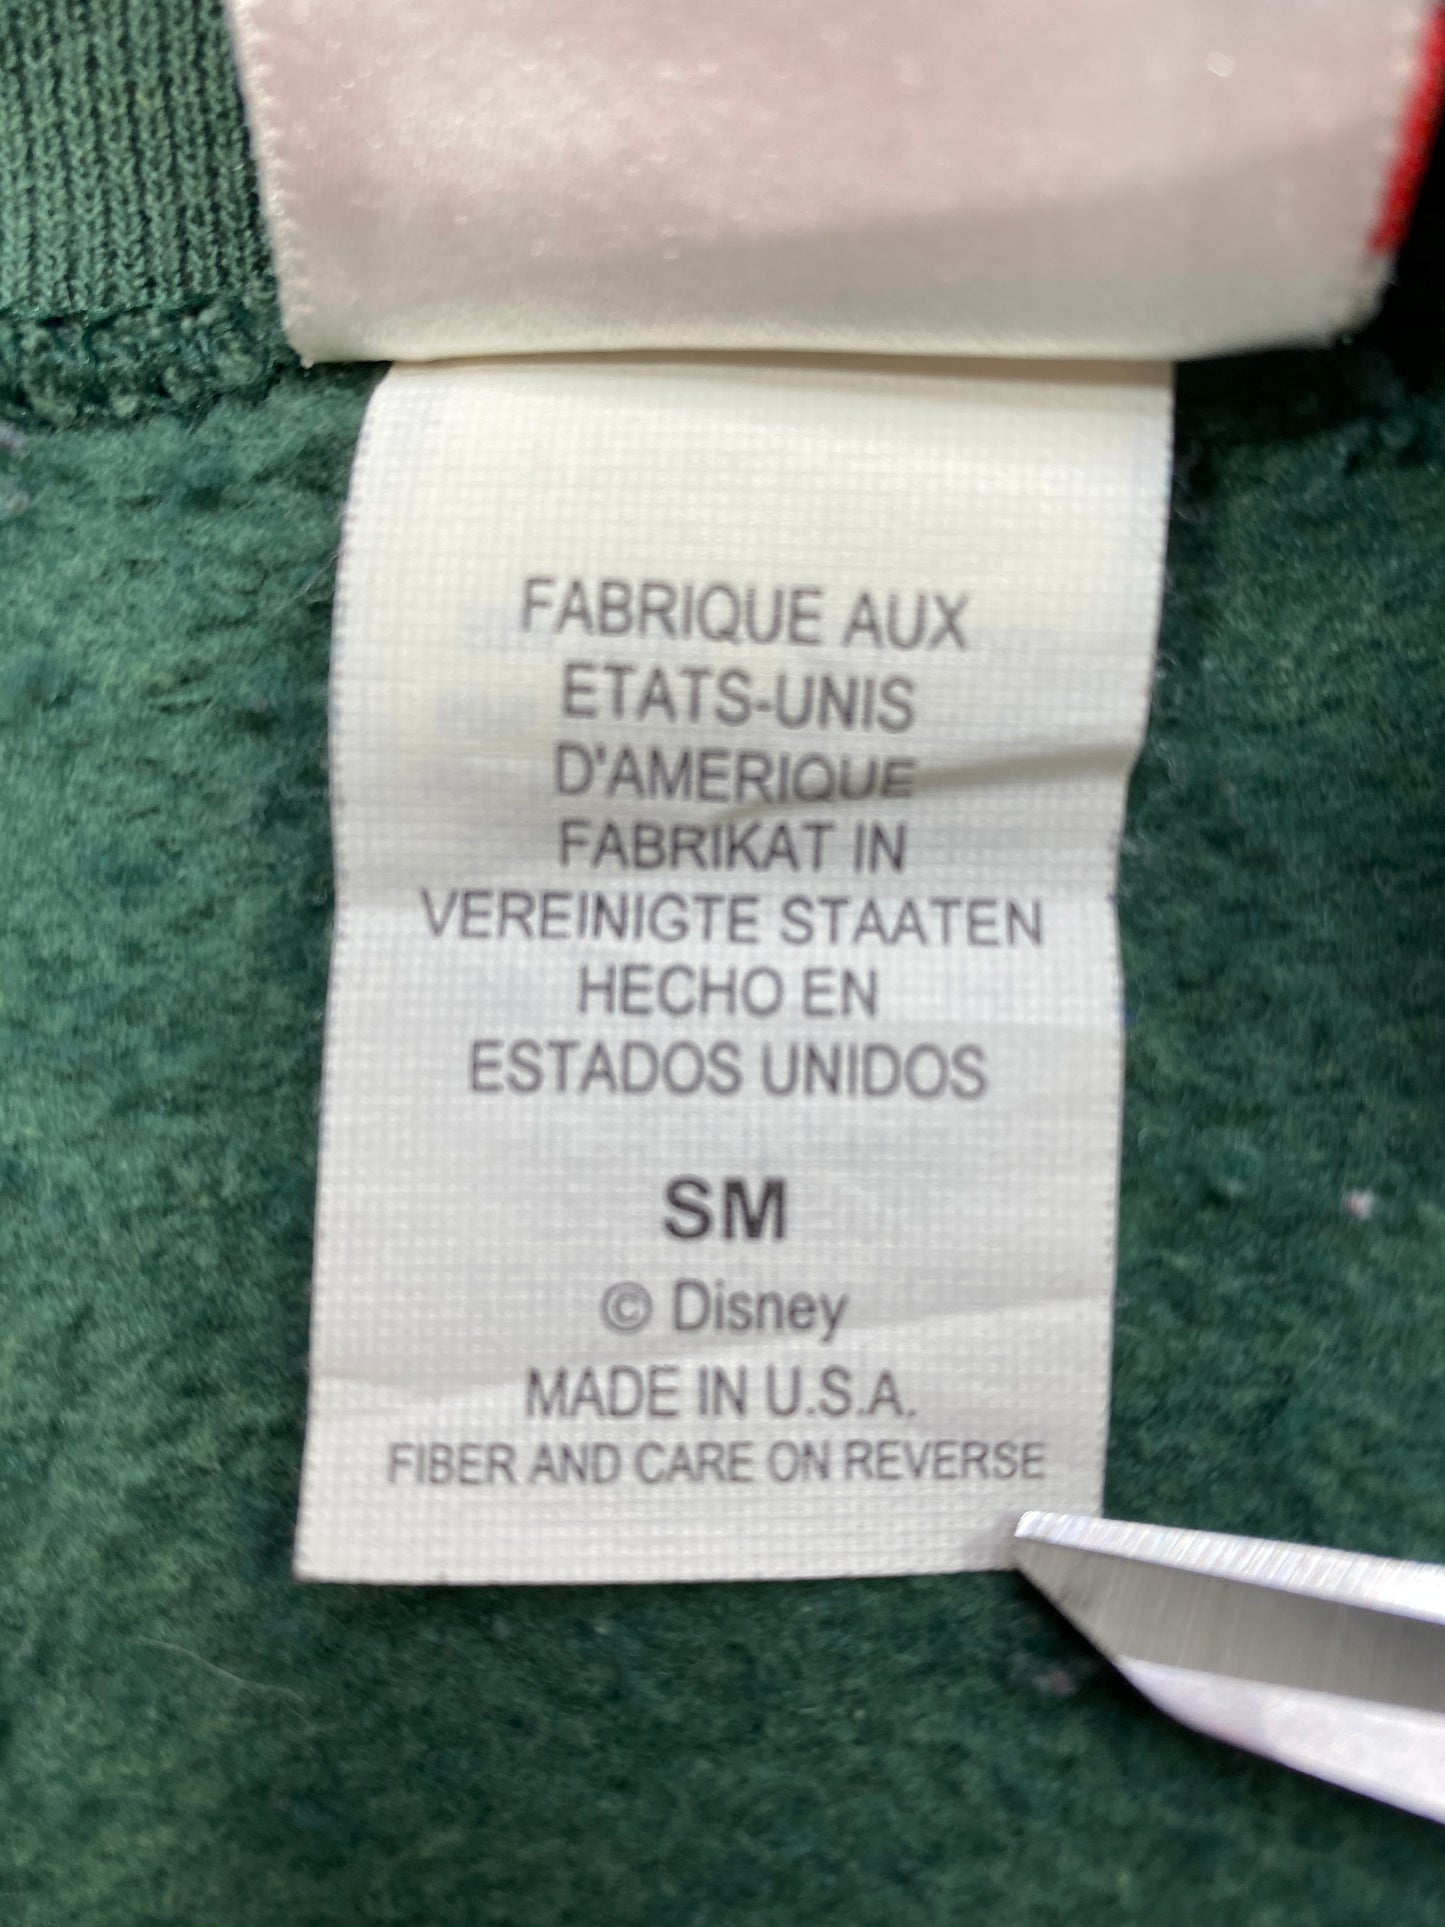 FABRIQUE AUX
ETATS-UNIS
D'AMERIQUE
FABRIKAT IN
VEREINIGTE STAATEN
HECHO EN
ESTADOS UNIDOS
SM
© Disney
MADE IN U.S.A.
FIBER AND CARE ON REVERSE